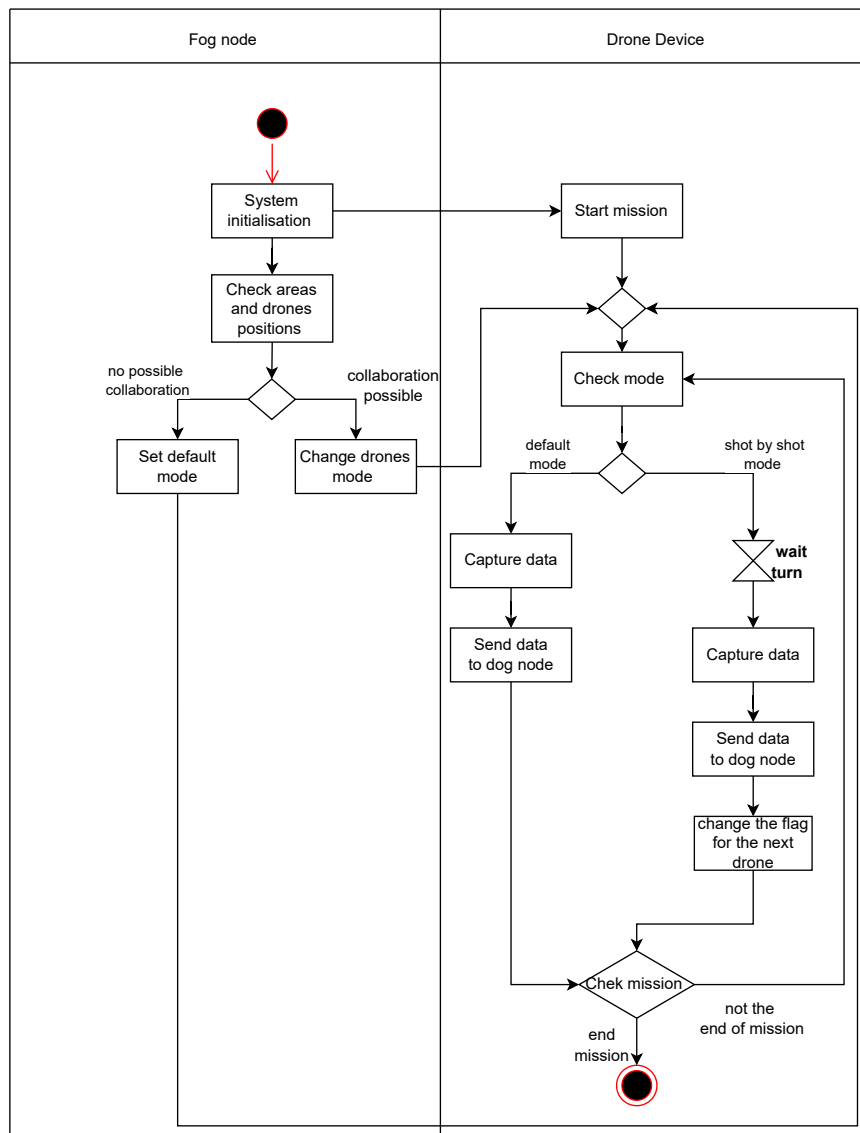 Fog node
Drone Device
System
initialisation
Start mission
Check areas
and drones
positions
no possible
collaboration
collaboration
possible
Check mode
Set default
mode
Change drones
mode
default
mode
shot by shot
mode
wait
turn
Capture data
Send data
to dog node
Capture data
Send data
to dog node
change the flag
for the next
drone
Chek mission
not the
end of mission
end
mission